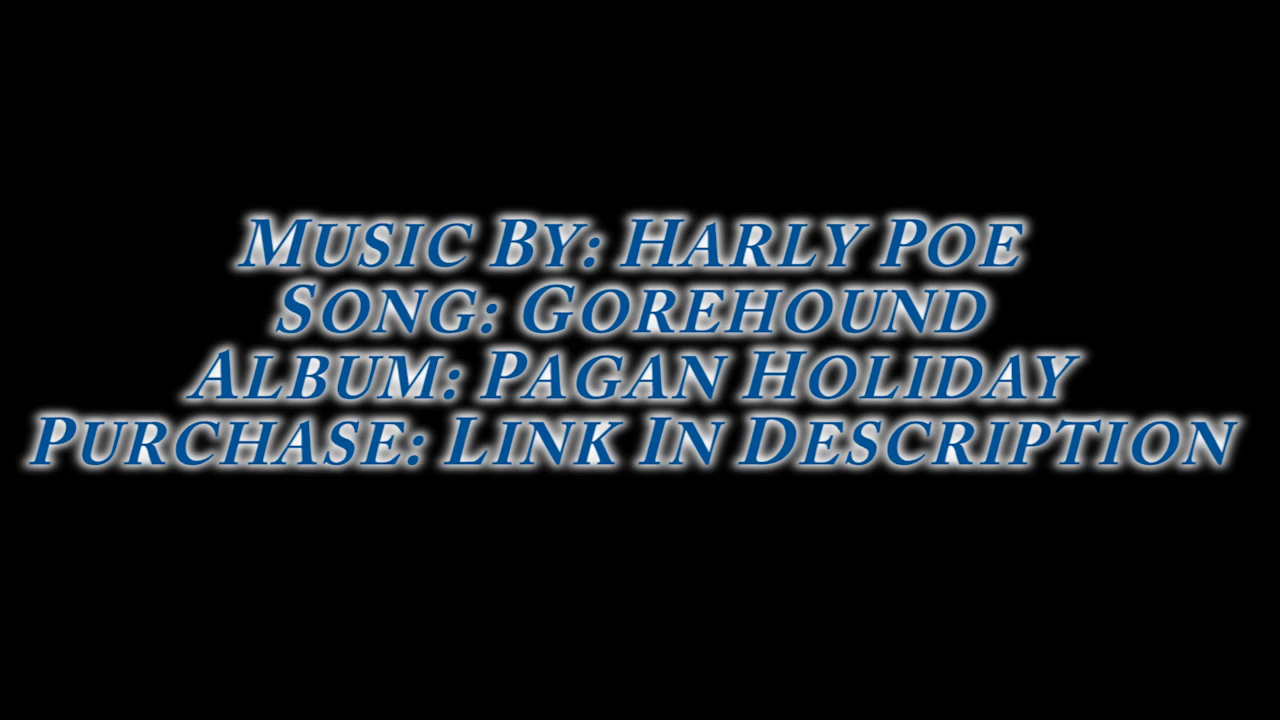 Music By: Harly Poe
Song: Gorehound
Album: Pagan Holiday
Purchase: Link In Description